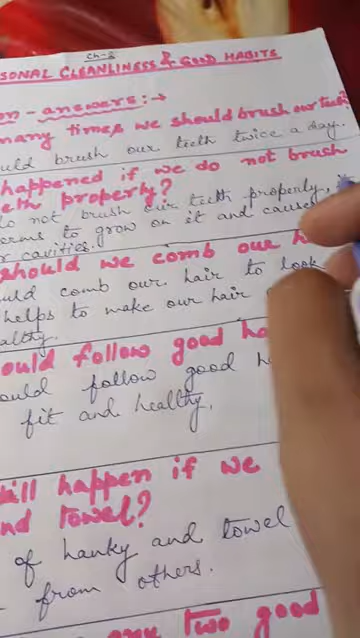 Ch-2
SONAL CLEANLINESS & GOOD HABITS
on - answers:→
many times we should brush our teeth?
uld brush our teeth twice a day.
happened if we do not brush
eth properly?
do not brush our teeth properly,
erms to grow on it and causes
r cavities.
should we comb our h
ould comb our hair to look
helps to make our hair
althy.
ould follow good ha
ould follow good h
fit and healthy.
ill happen if we
nd towel?
of hanky and towel
from others.
two good